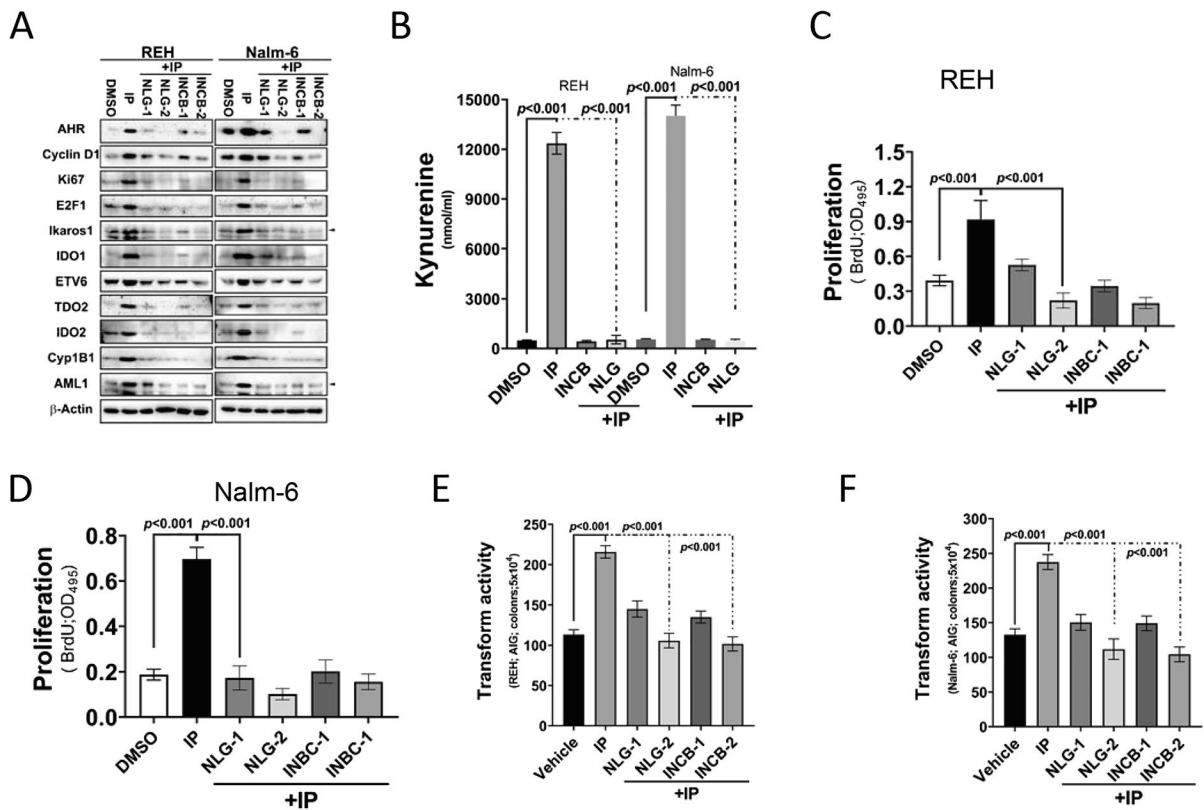 A
REH Nalm-6
+IP +IP
DMSO IP NLG-1 NLG-2 INCB-1 INCB-2 DMSO IP NLG-1 NLG-2 INCB-1 INCB-2
AHR
Cyclin D1
Ki67
E2F1
Ikaros1
IDO1
ETV6
TDO2
IDO2
Cyp1B1
AML1
β-Actin
B
REH Nalm-6
p<0.001 p<0.001
p<0.001 p<0.001
Kynurenine
(nmol/ml)
15000
12000
9000
6000
3000
0
DMSO IP INCB NLG DMSO IP INCB NLG
+IP +IP
C
REH
p<0.001 p<0.001
Proliferation
( BrdU;OD495)
1.5
1.2
0.9
0.6
0.3
0.0
DMSO IP NLG-1 NLG-2 INBC-1 INBC-1
+IP
D
Nalm-6
p<0.001 p<0.001
Proliferation
( BrdU;OD495)
0.8
0.6
0.4
0.2
0.0
DMSO IP NLG-1 NLG-2 INBC-1 INBC-1
+IP
E
p<0.001 p<0.001
p<0.001
Transform activity
(REH; AIG; colonrs;5x10⁴)
250
200
150
100
50
0
Vehicle IP NLG-1 NLG-2 INCB-1 INCB-2
+IP
F
p<0.001 p<0.001
p<0.001
Transform activity
(Nalm-6; AIG; colonrs;5x10⁴)
300
250
200
150
100
50
0
Vehicle IP NLG-1 NLG-2 INCB-1 INCB-2
+IP